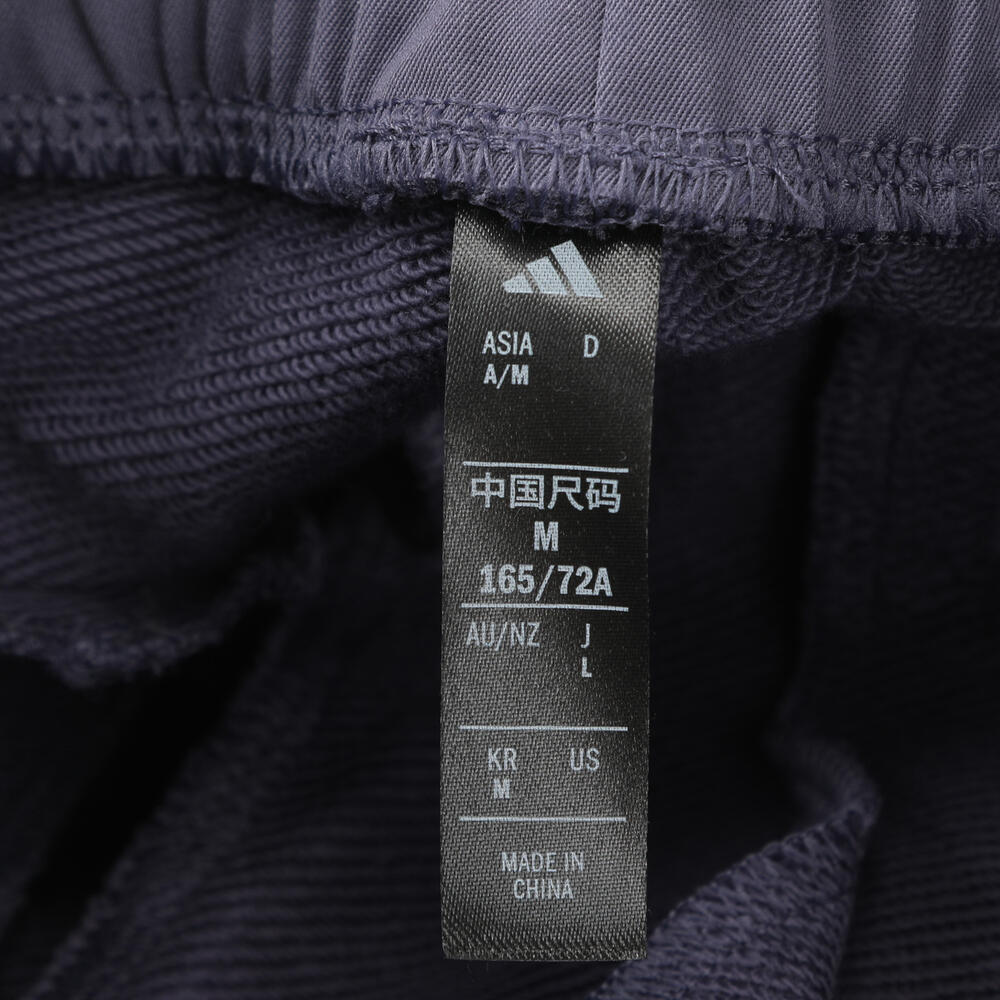 ASIA D
A/M
中国尺码
M
165/72A
AU/NZ J
L
KR US
M
MADE IN
CHINA